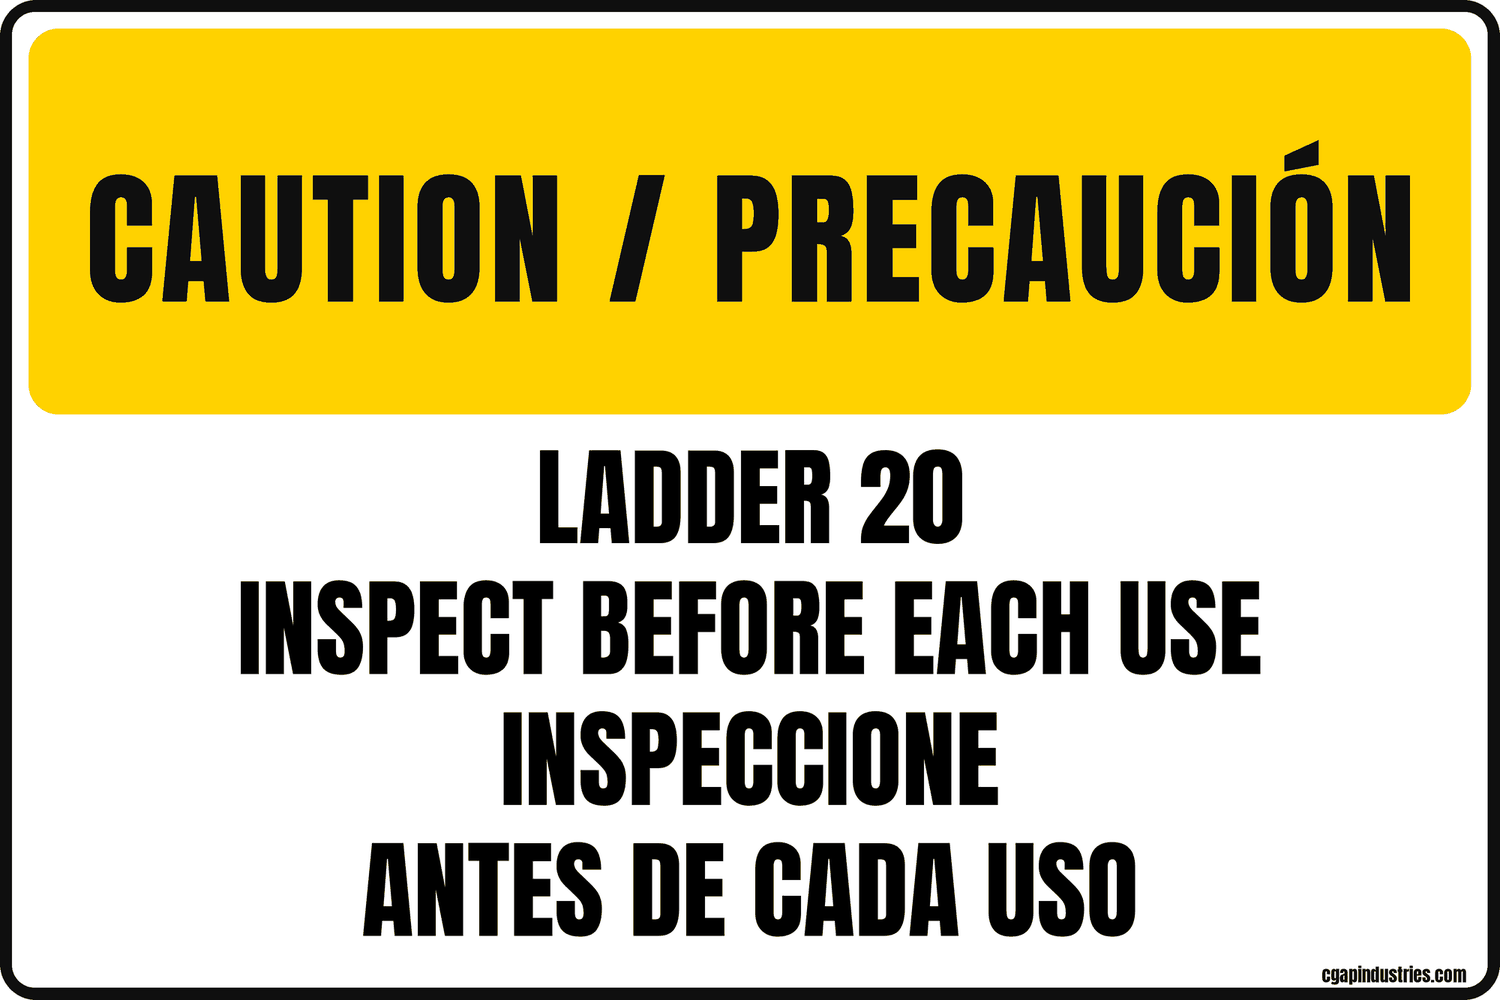 CAUTION / PRECAUCIÓN
LADDER 20
INSPECT BEFORE EACH USE
INSPECCIONE
ANTES DE CADA USO
cgapindustries.com